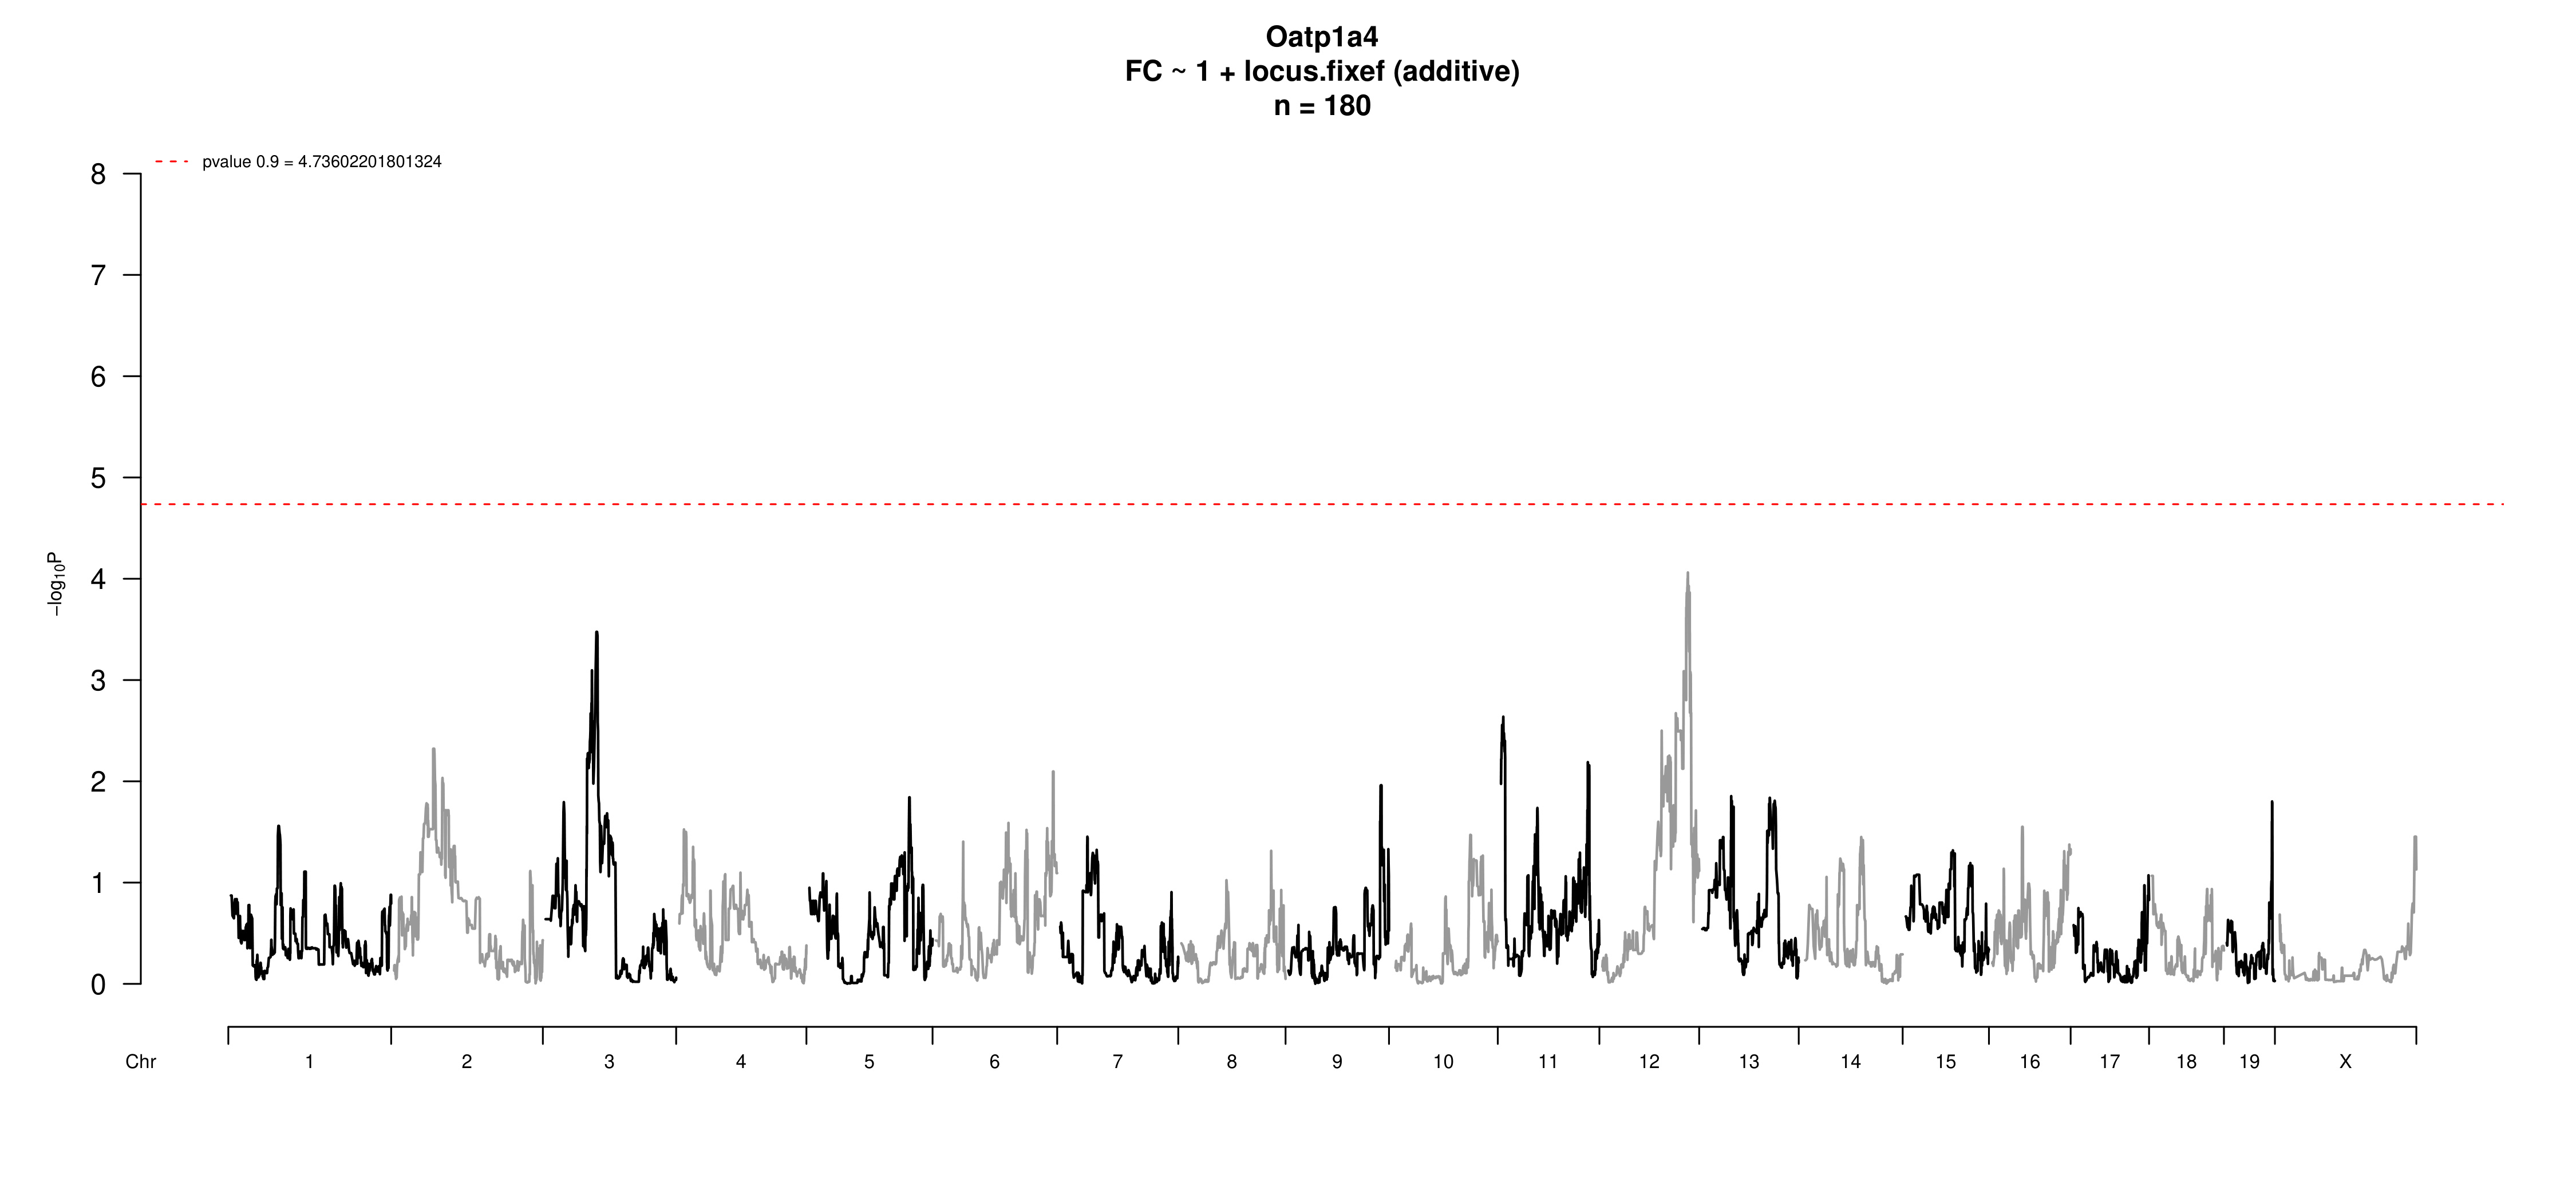 Oatp1a4
FC ~ 1 + locus.fixef (additive)
n = 180
pvalue 0.9 = 4.73602201801324
8
7
6
5
4
3
2
1
0
−log10P
Chr 1 2 3 4 5 6 7 8 9 10 11 12 13 14 15 16 17 18 19 X